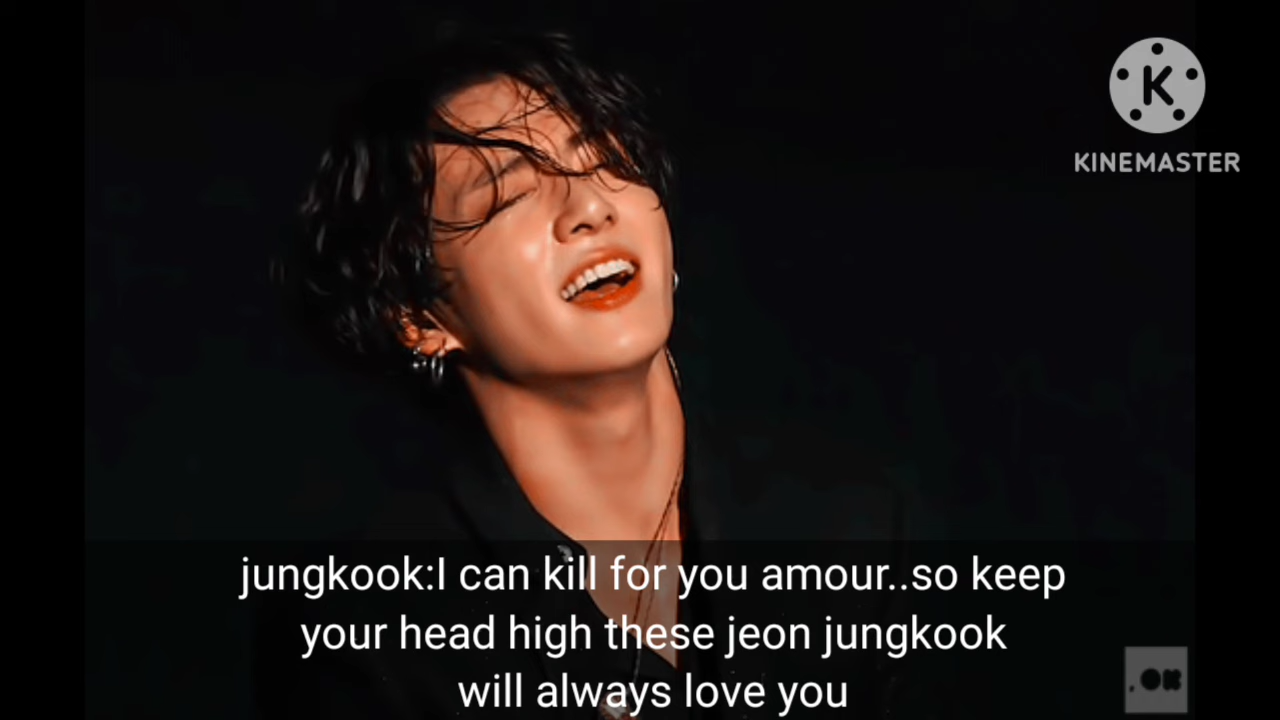 KINEMASTER
jungkook:I can kill for you amour..so keep
your head high these jeon jungkook
will always love you